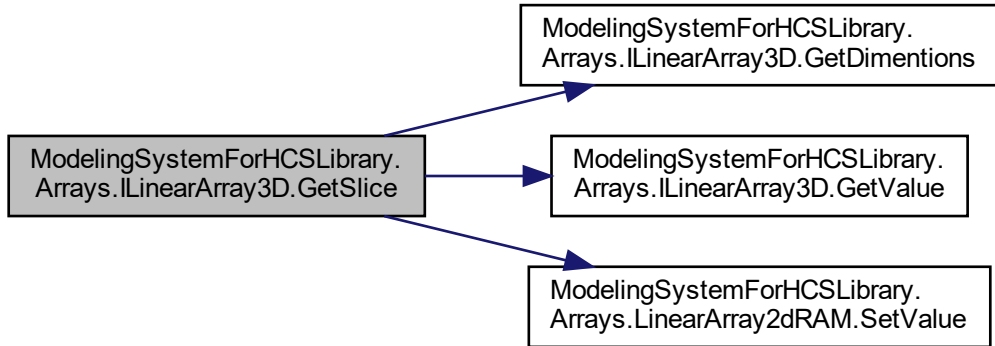 ModelingSystemForHCSLibrary.
Arrays.ILinearArray3D.GetDimentions
ModelingSystemForHCSLibrary.
Arrays.ILinearArray3D.GetSlice
ModelingSystemForHCSLibrary.
Arrays.ILinearArray3D.GetValue
ModelingSystemForHCSLibrary.
Arrays.LinearArray2dRAM.SetValue